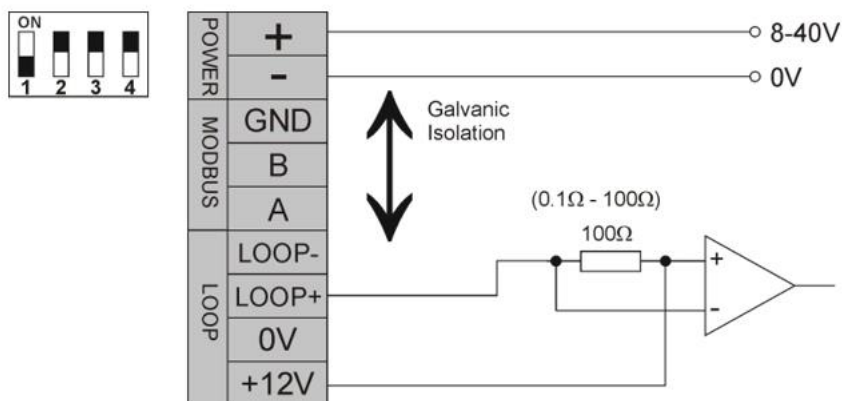 ON
1 2 3 4
POWER
+
-
8-40V
0V
MODBUS
GND
B
A
Galvanic
Isolation
LOOP
LOOP-
LOOP+
0V
+12V
(0.1Ω - 100Ω)
100Ω
+
-